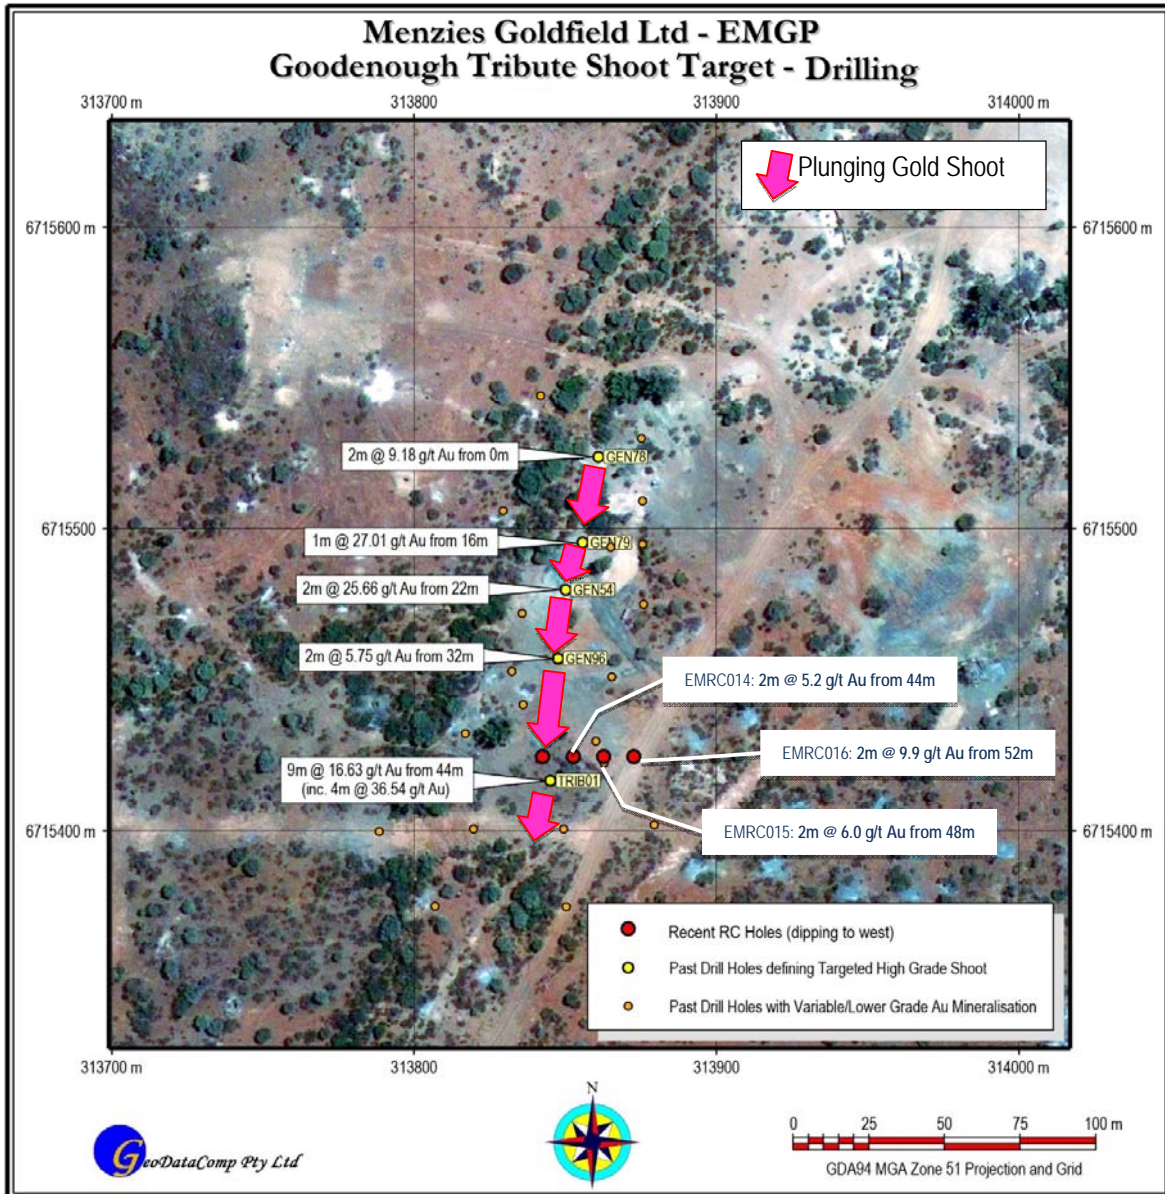 Menzies Goldfield Ltd - EMGP
Goodenough Tribute Shoot Target - Drilling
313700 m
313800
313900
314000 m
Plunging Gold Shoot
6715600 m
6715600 m
2m @ 9.18 g/t Au from 0m
GEN78
6715500
6715500
1m @ 27.01 g/t Au from 16m
GEN79
2m @ 25.66 g/t Au from 22m
GEN54
2m @ 5.75 g/t Au from 32m
GEN96
EMRC014: 2m @ 5.2 g/t Au from 44m
EMRC016: 2m @ 9.9 g/t Au from 52m
9m @ 16.63 g/t Au from 44m
(inc. 4m @ 36.54 g/t Au)
TRIB01
EMRC015: 2m @ 6.0 g/t Au from 48m
6715400
6715400 m
Recent RC Holes (dipping to west)
Past Drill Holes defining Targeted High Grade Shoot
Past Drill Holes with Variable/Lower Grade Au Mineralisation
313700 m
313800
313900
314000 m
N
GeoDataComp Pty Ltd
0 25 50 75 100 m
GDA94 MGA Zone 51 Projection and Grid